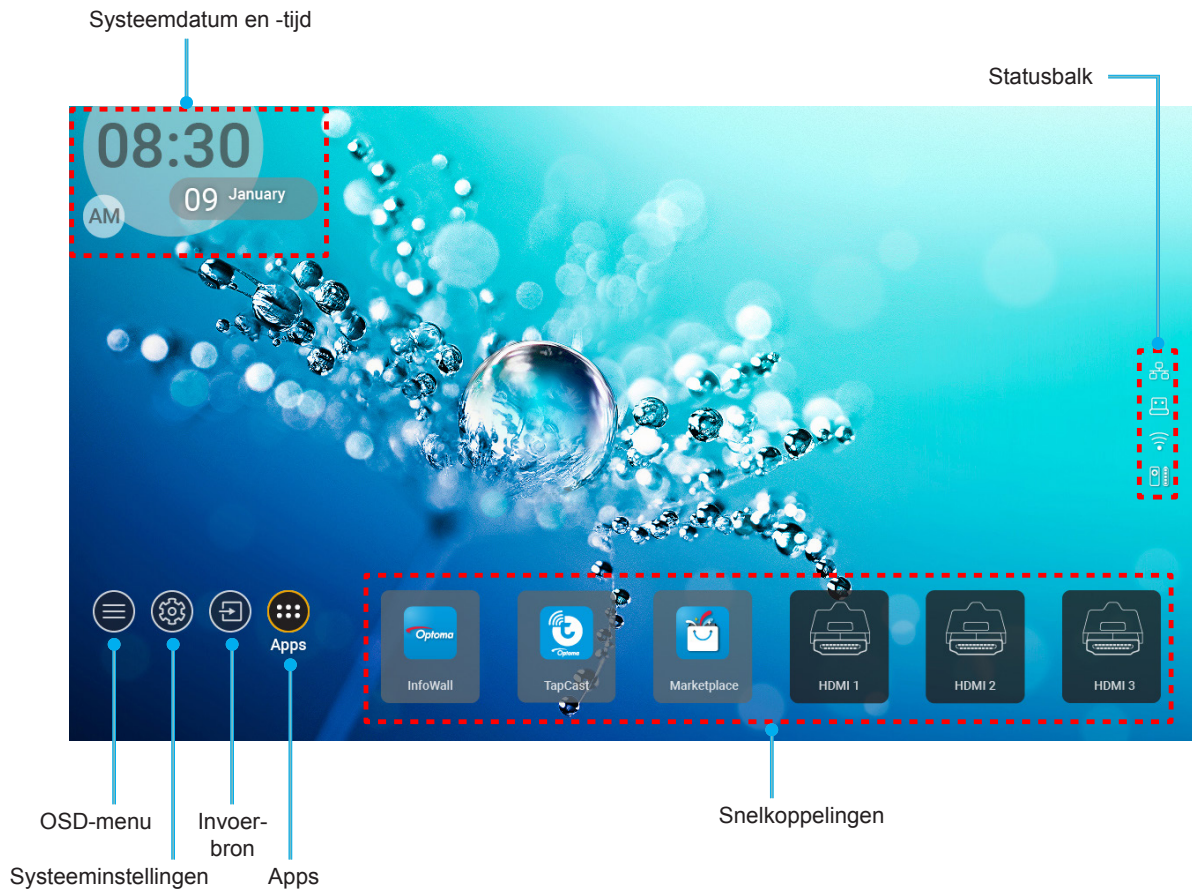 Systeemdatum en -tijd
Statusbalk
08:30
09 January
AM
Apps
Optoma
Optoma
InfoWall
TapCast
Marketplace
HDMI 1
HDMI 2
HDMI 3
OSD-menu
Invoer-
bron
Snelkoppelingen
Systeeminstellingen
Apps